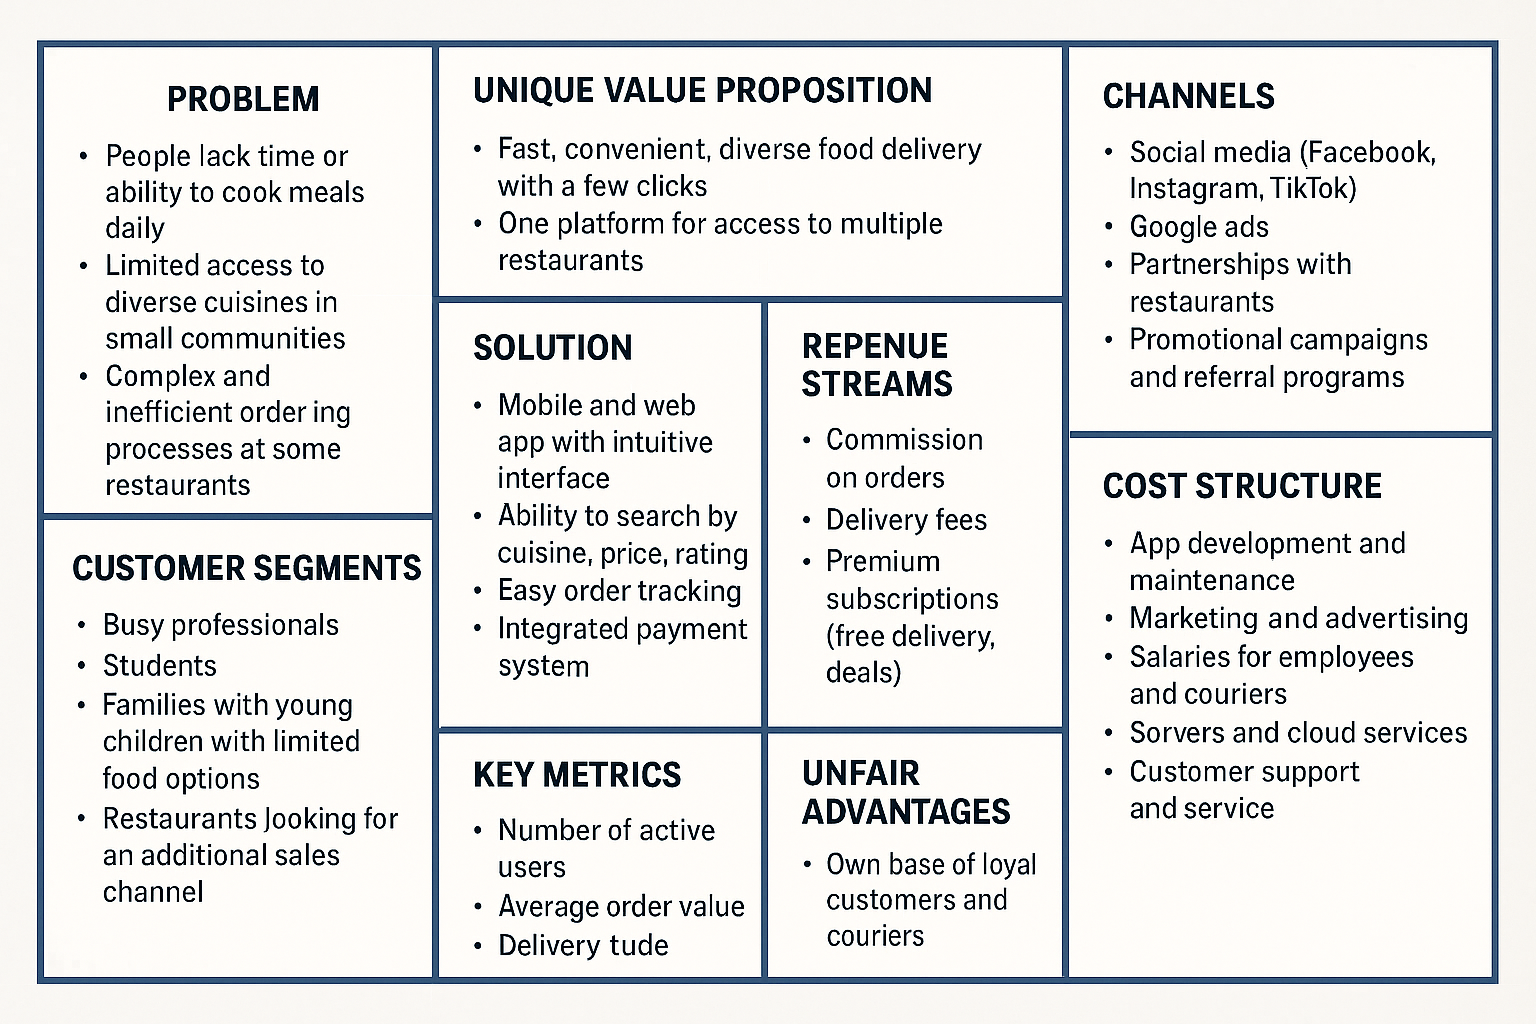 PROBLEM
• People lack time or
ability to cook meals
daily
• Limited access to
diverse cuisines in
small communities
• Complex and
inefficient order ing
processes at some
restaurants
CUSTOMER SEGMENTS
• Busy professionals
• Students
• Families with young
children with limited
food options
• Restaurants Jooking for
an additional sales
channel
UNIQUE VALUE PROPOSITION
• Fast, convenient, diverse food delivery
with a few clicks
• One platform for access to multiple
restaurants
SOLUTION
• Mobile and web
app with intuitive
interface
• Ability to search by
cuisine, price, rating
• Easy order tracking
• Integrated payment
system
REPENUE
STREAMS
• Commission
on orders
• Delivery fees
• Premium
subscriptions
(free delivery,
deals)
KEY METRICS
• Number of active
users
• Average order value
• Delivery tude
UNFAIR
ADVANTAGES
• Own base of loyal
customers and
couriers
CHANNELS
• Social media (Facebook,
Instagram, TikTok)
• Google ads
• Partnerships with
restaurants
• Promotional campaigns
and referral programs
COST STRUCTURE
• App development and
maintenance
• Marketing and advertising
• Salaries for employees
and couriers
• Sorvers and cloud services
• Customer support
and service